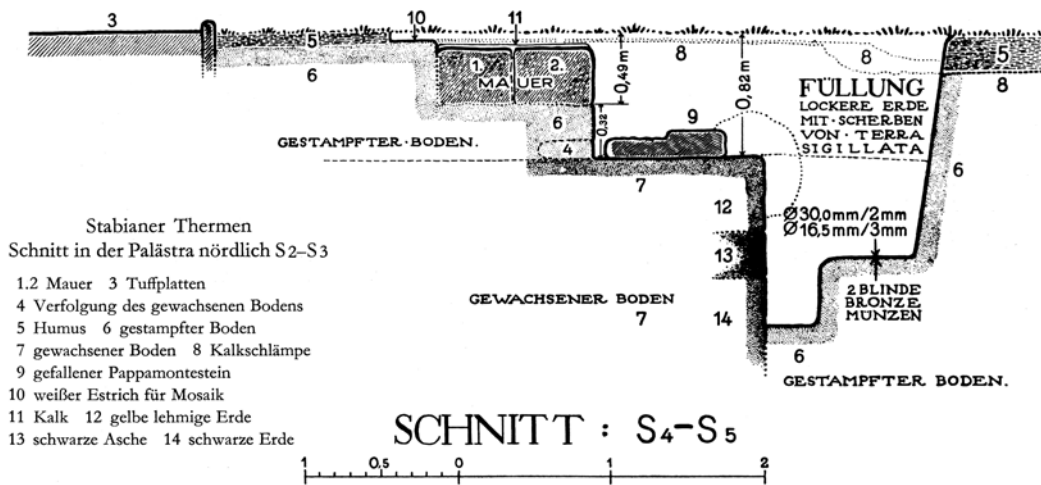 3
10
11
5
6
1.
2.
MAUER
0,49 m
8
0,82 m
8
5
8
FÜLLUNG
LOCKERE ERDE
MIT · SCHERBEN
VON · TERRA
SIGILLATA
6
0,32
9
GESTAMPFTER · BODEN.
4
7
6
12
Ø 30,0mm/2mm
Ø 16,5mm/3mm
13
GEWACHSENER BODEN
7
14
2 BLINDE
BRONZE
MÜNZEN
6
GESTAMPFTER BODEN.
Stabianer Thermen
Schnitt in der Palästra nördlich S2–S3
1.2 Mauer 3 Tuffplatten
4 Verfolgung des gewachsenen Bodens
5 Humus 6 gestampfter Boden
7 gewachsener Boden 8 Kalkschlämpe
9 gefallener Pappamontestein
10 weißer Estrich für Mosaik
11 Kalk 12 gelbe lehmige Erde
13 schwarze Asche 14 schwarze Erde
SCHNITT : S4–S5
1 0,5 0 1 2